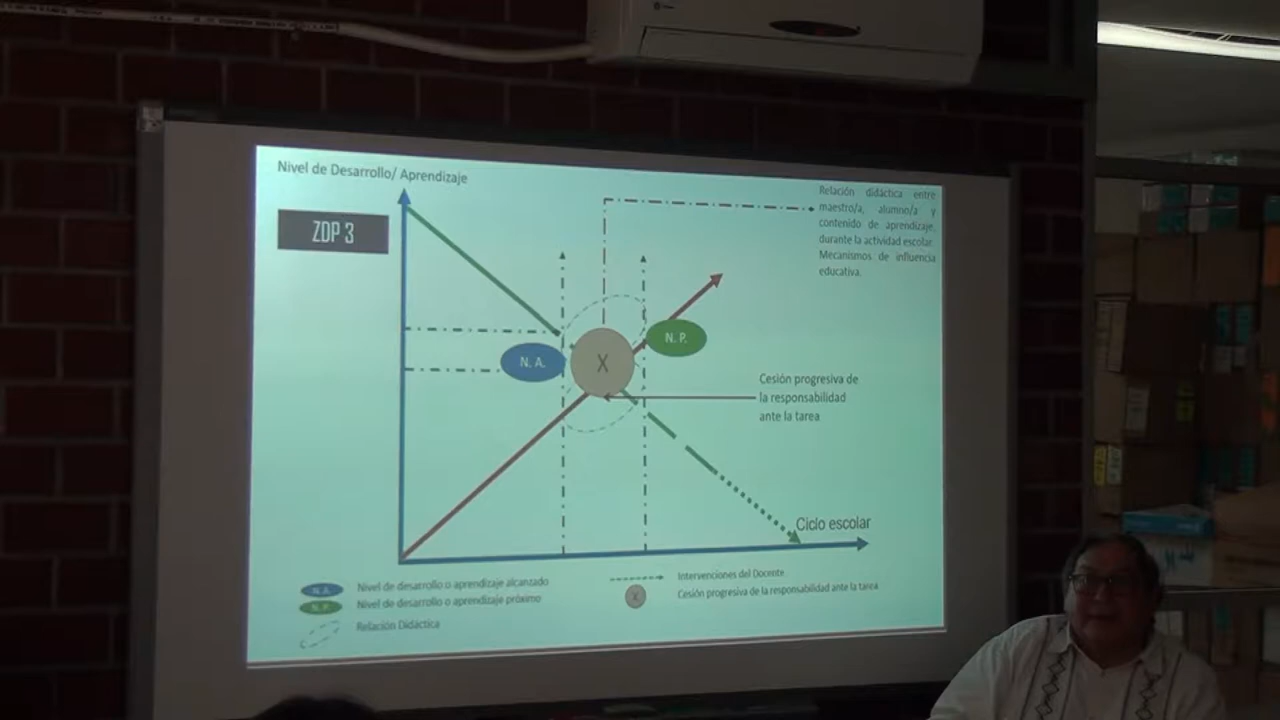 Nivel de Desarrollo/ Aprendizaje
ZDP 3
Relación didáctica entre
maestro/a, alumno/a y
contenido de aprendizaje,
durante la actividad escolar.
Mecanismos de influencia
educativa.
N. A.
X
N. P.
Cesión progresiva de
la responsabilidad
ante la tarea
Ciclo escolar
N.A. Nivel de desarrollo o aprendizaje alcanzado
N.P. Nivel de desarrollo o aprendizaje próximo
Relación Didáctica
Intervenciones del Docente
X Cesión progresiva de la responsabilidad ante la tarea